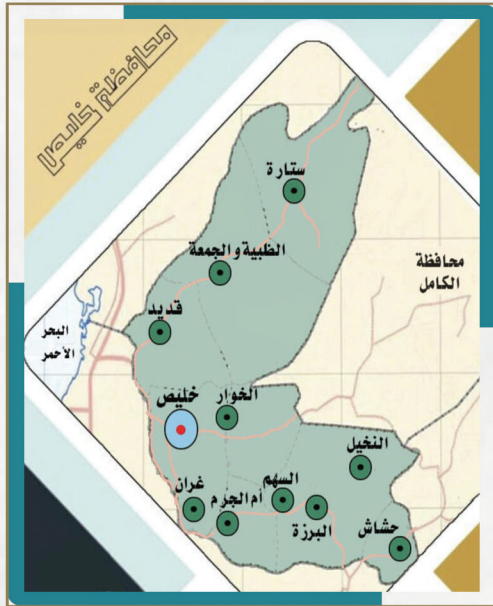 محافظة خليص
ستارة
الظبية والجمعة
محافظة
الكامل
قديد
البحر
الأحمر
الخوار
خليص
النخيل
السهم
غران
أم الجرم
البرزة
حشاش